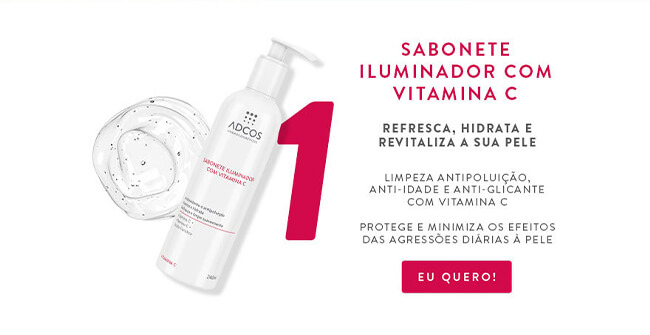 SABONETE
ILUMINADOR COM
VITAMINA C
REFRESCA, HIDRATA E
REVITALIZA A SUA PELE
LIMPEZA ANTIPOLUIÇÃO,
ANTI-IDADE E ANTI-GLICANTE
COM VITAMINA C
PROTEGE E MINIMIZA OS EFEITOS
DAS AGRESSÕES DIÁRIAS À PELE
EU QUERO!
1
ADCOS
SABONETE ILUMINADOR
COM VITAMINA C
VITAMINA C